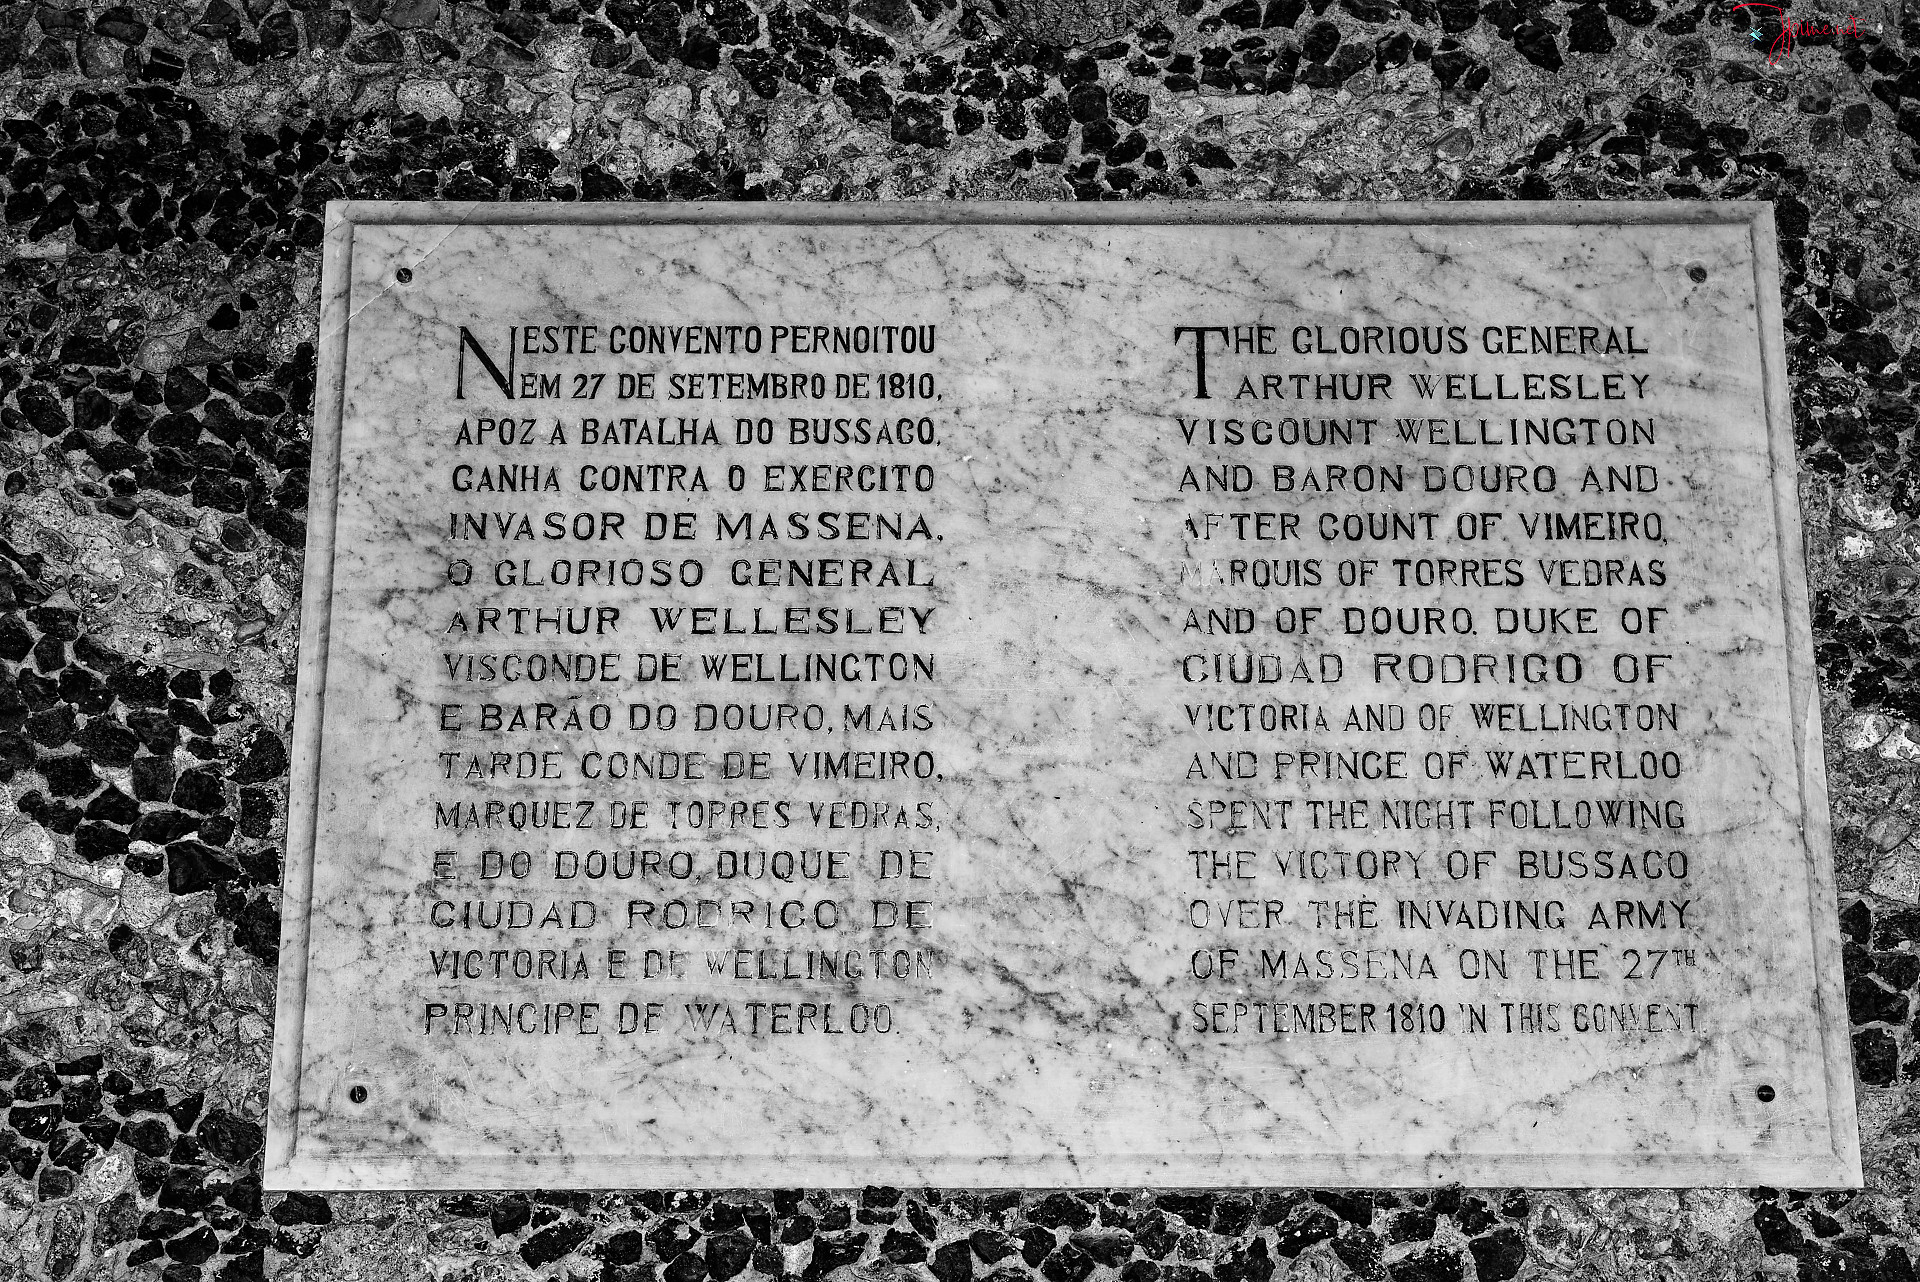 NESTE CONVENTO PERNOITOU
EM 27 DE SETEMBRO DE 1810,
APOZ A BATALHA DO BUSSACO,
GANHA CONTRA O EXERCITO
INVASOR DE MASSENA,
O GLORIOSO GENERAL
ARTHUR WELLESLEY
VISCONDE DE WELLINGTON
E BARÃO DO DOURO, MAIS
TARDE CONDE DE VIMEIRO,
MARQUEZ DE TORRES VEDRAS,
E DO DOURO, DUQUE DE
CIUDAD RODRIGO DE
VICTORIA E DE WELLINGTON
PRINCIPE DE WATERLOO.
THE GLORIOUS GENERAL
ARTHUR WELLESLEY
VISCOUNT WELLINGTON
AND BARON DOURO AND
AFTER COUNT OF VIMEIRO,
MARQUIS OF TORRES VEDRAS
AND OF DOURO, DUKE OF
CIUDAD RODRIGO OF
VICTORIA AND OF WELLINGTON
AND PRINCE OF WATERLOO
SPENT THE NIGHT FOLLOWING
THE VICTORY OF BUSSACO
OVER THE INVADING ARMY
OF MASSENA ON THE 27TH
SEPTEMBER 1810 IN THIS CONVENT